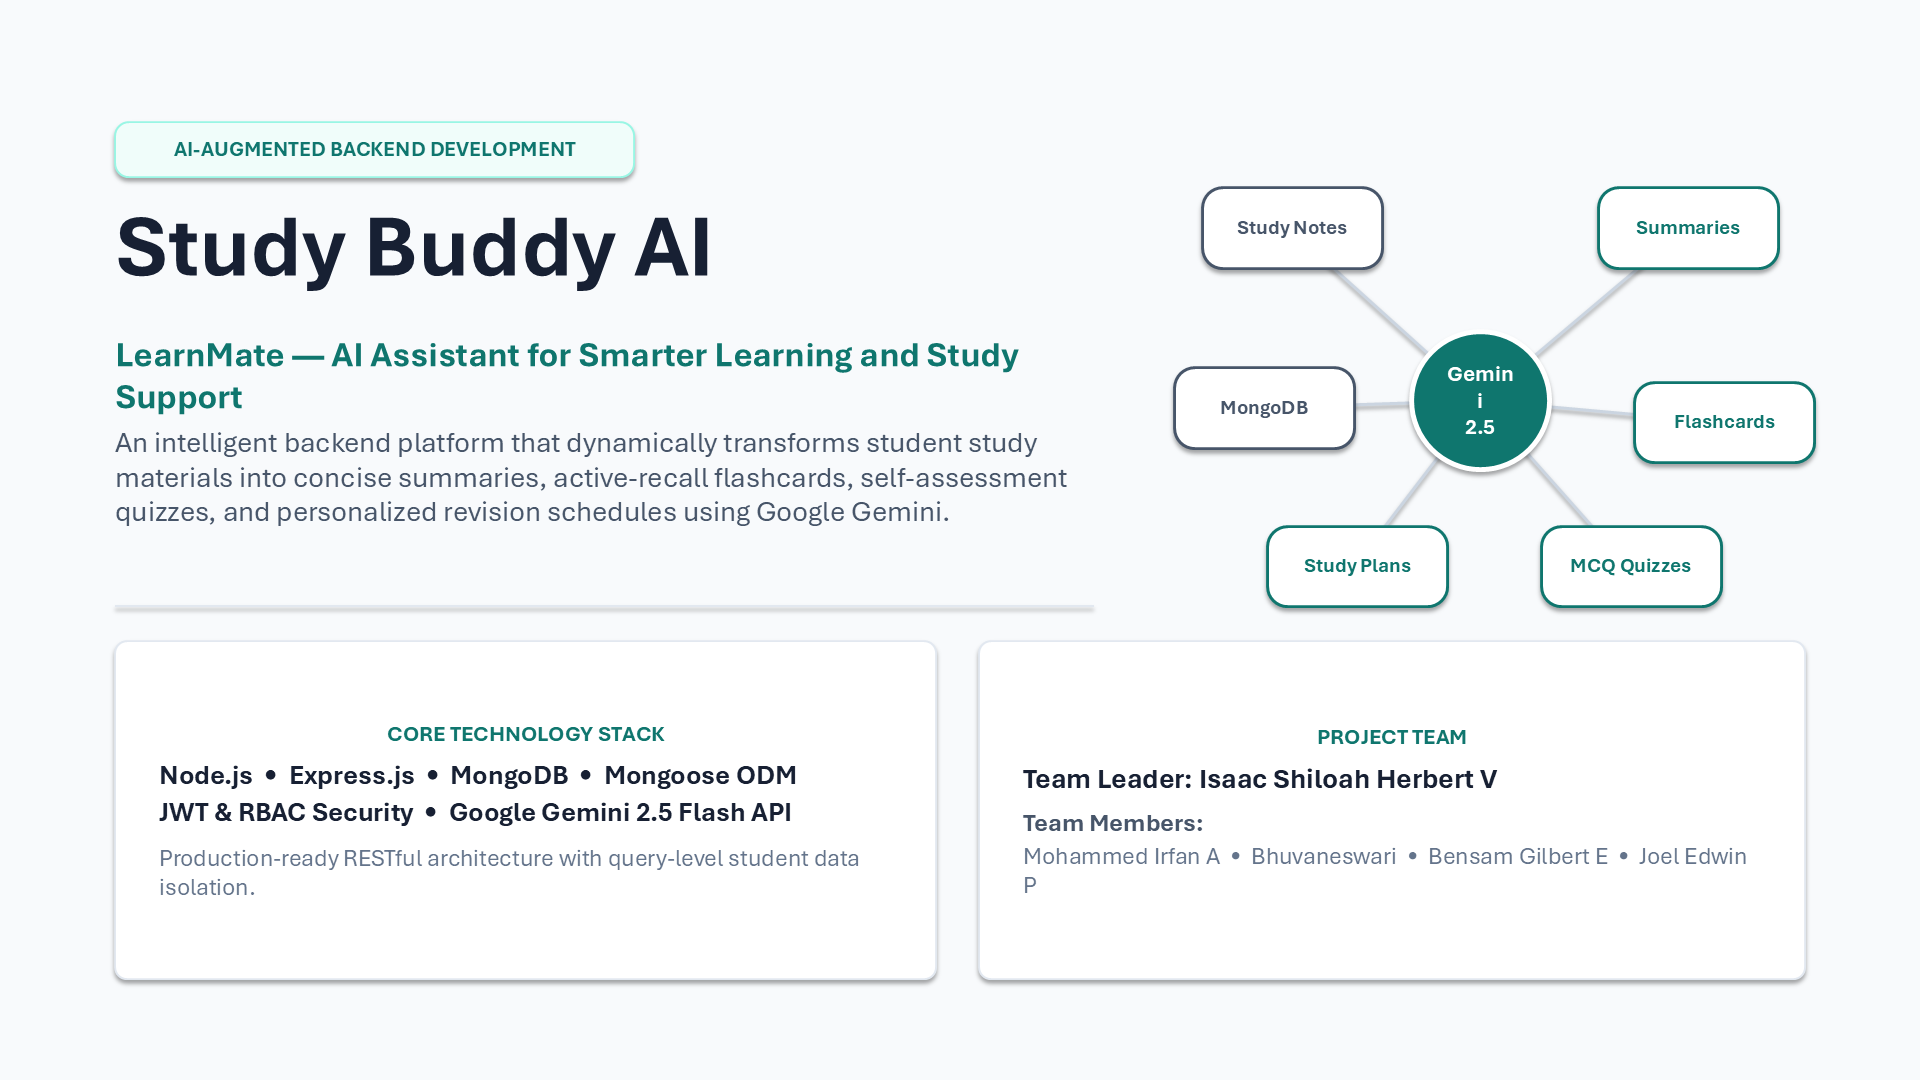 AI-AUGMENTED BACKEND DEVELOPMENT
Study Buddy AI
LearnMate — AI Assistant for Smarter Learning and Study
Support
An intelligent backend platform that dynamically transforms student study
materials into concise summaries, active-recall flashcards, self-assessment
quizzes, and personalized revision schedules using Google Gemini.
Study Notes
Summaries
MongoDB
Gemin
i
2.5
Flashcards
Study Plans
MCQ Quizzes
CORE TECHNOLOGY STACK
Node.js • Express.js • MongoDB • Mongoose ODM
JWT & RBAC Security • Google Gemini 2.5 Flash API
Production-ready RESTful architecture with query-level student data
isolation.
PROJECT TEAM
Team Leader: Isaac Shiloah Herbert V
Team Members:
Mohammed Irfan A • Bhuvaneswari • Bensam Gilbert E • Joel Edwin
P